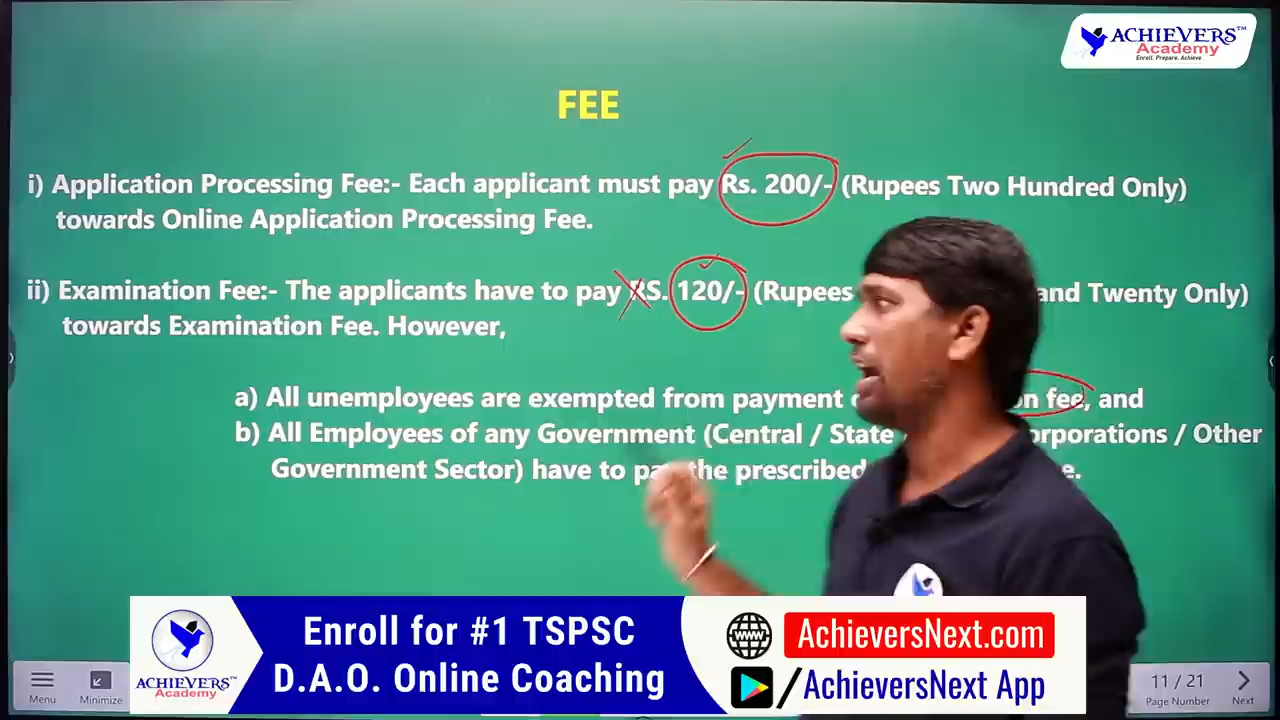 ACHIEVERS™
Academy
Enroll. Prepare. Achieve
FEE
i) Application Processing Fee:- Each applicant must pay Rs. 200/- (Rupees Two Hundred Only)
towards Online Application Processing Fee.
ii) Examination Fee:- The applicants have to pay RS. 120/- (Rupees and Twenty Only)
towards Examination Fee. However,
a) All unemployees are exempted from payment fee, and
b) All Employees of any Government (Central / State Other
Government Sector) have to pay the prescribed
Enroll for #1 TSPSC
D.A.O. Online Coaching
ACHIEVERS™
Academy
WWW
AchieversNext.com
/AchieversNext App
Menu
Minimize
11 / 21
Page Number
Next